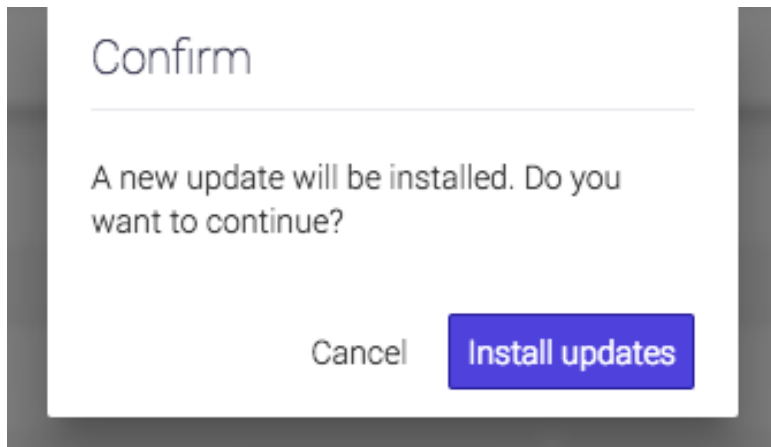 Confirm
A new update will be installed. Do you
want to continue?
Cancel
Install updates